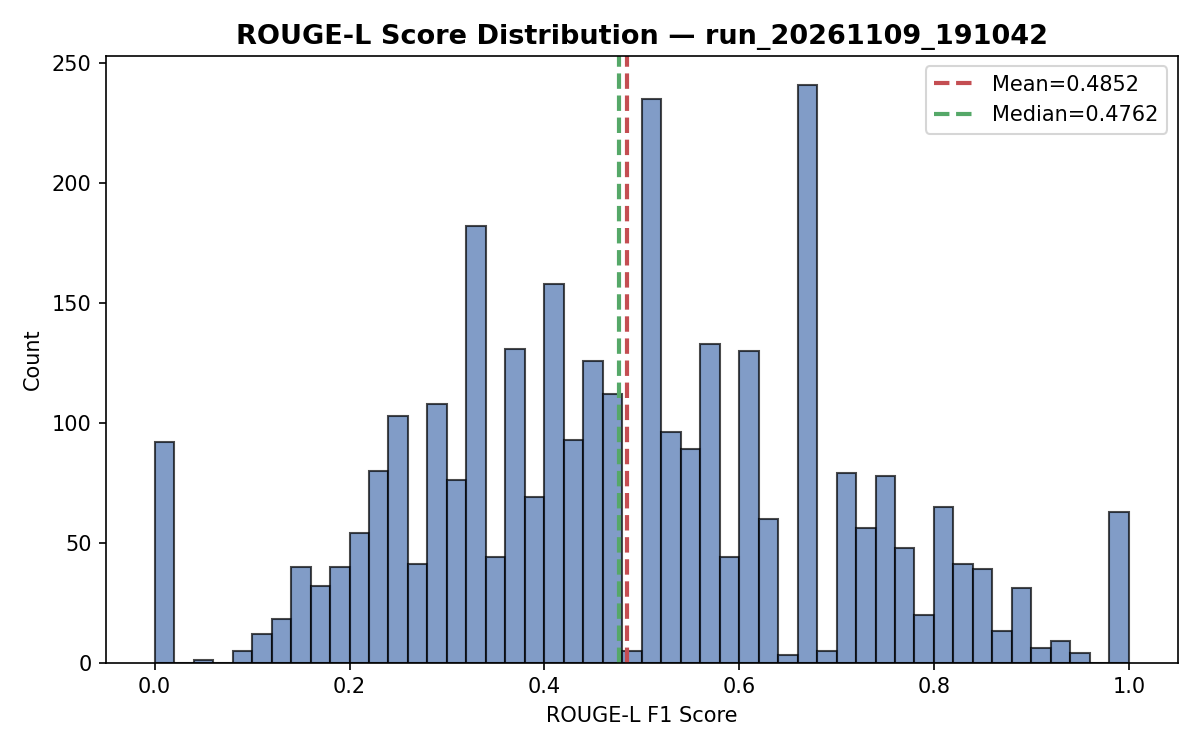 ROUGE-L Score Distribution — run_20261109_191042
Mean=0.4852
Median=0.4762
250
200
150
100
50
0
Count
0.0 0.2 0.4 0.6 0.8 1.0
ROUGE-L F1 Score